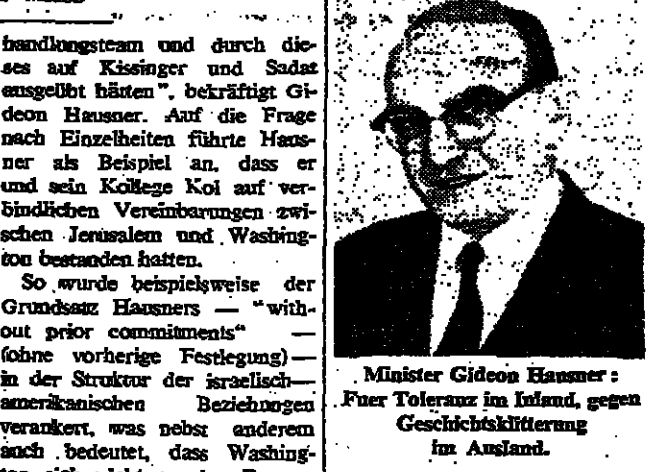 handlungsteam und durch die-
ses auf Kissinger und Sadat
ausgeübt hätten", bekräftigt Gi-
deon Hausner. Auf die Frage
nach Einzelheiten führte Haus-
ner als Beispiel an, dass er
und sein Kollege Kol auf ver-
bindlichen Vereinbarungen zwi-
schen Jerusalem und Washing-
ton bestanden hatten.
So wurde beispielsweise der
Grundsatz Hausners — "with-
out prior commitments" —
(ohne vorherige Festlegung) —
in der Struktur der israelisch—
amerikanischen Beziehungen
verankert, was nebst anderem
auch bedeutet, dass Washing-
Minister Gideon Hausner :
Fuer Toleranz im Inland, gegen
Geschichtsklitterung
im Ausland.